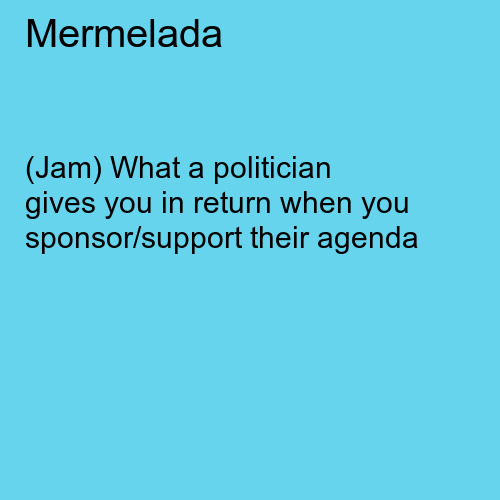 Mermelada
(Jam) What a politician
gives you in return when you
sponsor/support their agenda